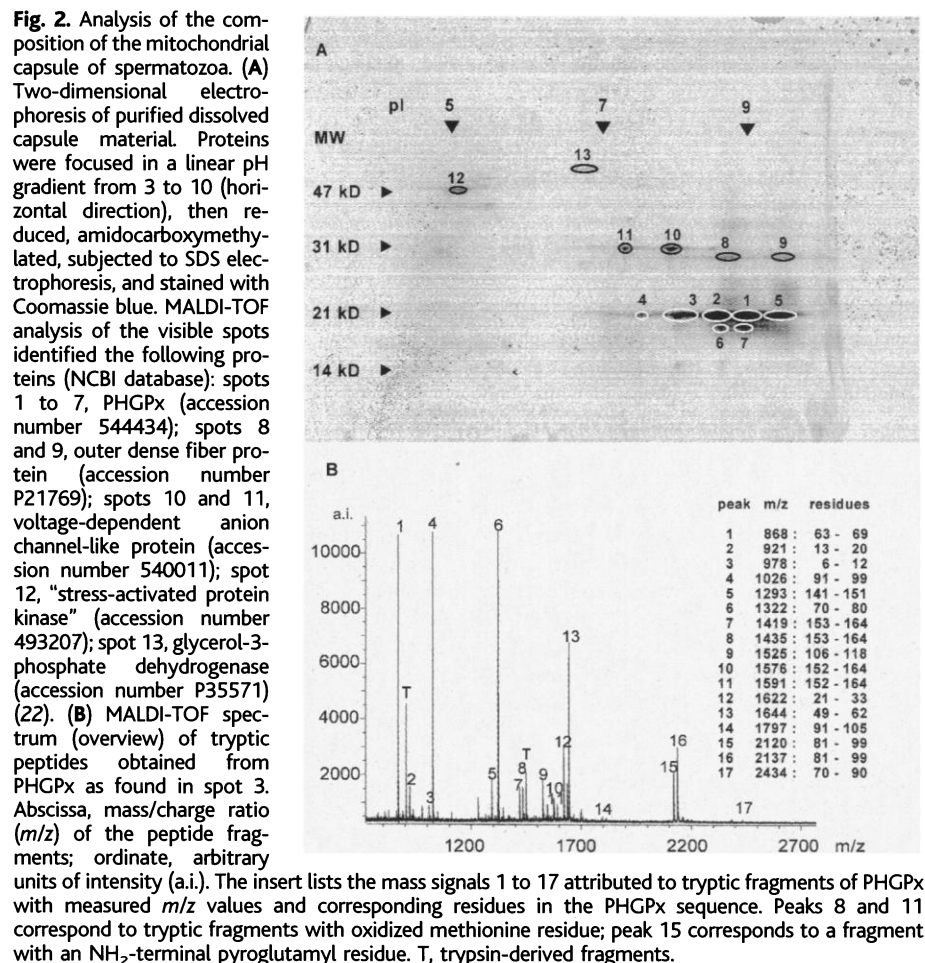 Fig. 2. Analysis of the com-
position of the mitochondrial
capsule of spermatozoa. (A)
Two-dimensional electro-
phoresis of purified dissolved
capsule material. Proteins
were focused in a linear pH
gradient from 3 to 10 (hori-
zontal direction), then re-
duced, amidocarboxymethy-
lated, subjected to SDS elec-
trophoresis, and stained with
Coomassie blue. MALDI-TOF
analysis of the visible spots
identified the following pro-
teins (NCBI database): spots
1 to 7, PHGPx (accession
number 544434); spots 8
and 9, outer dense fiber pro-
tein (accession number
P21769); spots 10 and 11,
voltage-dependent anion
channel-like protein (acces-
sion number 540011); spot
12, "stress-activated protein
kinase" (accession number
493207); spot 13, glycerol-3-
phosphate dehydrogenase
(accession number P35571)
(22). (B) MALDI-TOF spec-
trum (overview) of tryptic
peptides obtained from
PHGPx as found in spot 3.
Abscissa, mass/charge ratio
(m/z) of the peptide frag-
ments; ordinate, arbitrary
units of intensity (a.i.). The insert lists the mass signals 1 to 17 attributed to tryptic fragments of PHGPx
with measured m/z values and corresponding residues in the PHGPx sequence. Peaks 8 and 11
correspond to tryptic fragments with oxidized methionine residue; peak 15 corresponds to a fragment
with an NH2-terminal pyroglutamyl residue. T, trypsin-derived fragments.
A
pI 5 7 9
MW
13
12
47 kD
11 10 8 9
31 kD
4 3 2 1 5
21 kD
6 7
14 kD
B
a.i.
10000
8000
6000
4000
2000
1 4 6
13
T
2 3 5 7 8 T 9 10 12 14 15 16 17
1200 1700 2200 2700 m/z
peak m/z residues
1 868 : 63 - 69
2 921 : 13 - 20
3 978 : 6 - 12
4 1026 : 91 - 99
5 1293 : 141 - 151
6 1322 : 70 - 80
7 1419 : 153 - 164
8 1435 : 153 - 164
9 1525 : 106 - 118
10 1576 : 152 - 164
11 1591 : 152 - 164
12 1622 : 21 - 33
13 1644 : 49 - 62
14 1797 : 91 - 105
15 2120 : 81 - 99
16 2137 : 81 - 99
17 2434 : 70 - 90